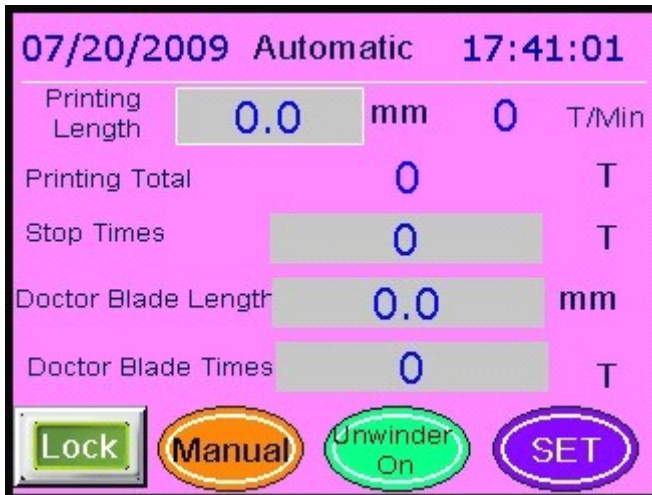 07/20/2009 Automatic 17:41:01
Printing Length 0.0 mm 0 T/Min
Printing Total 0 T
Stop Times 0 T
Doctor Blade Length 0.0 mm
Doctor Blade Times 0 T
Lock Manual Unwinder On SET